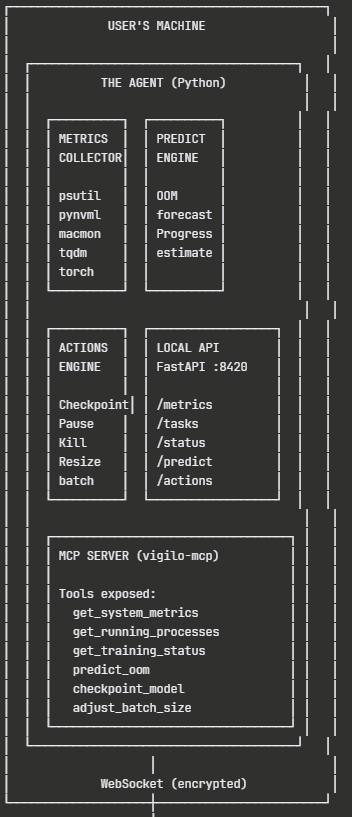 USER'S MACHINE
THE AGENT (Python)
METRICS
COLLECTOR
psutil
pynvml
macmon
tqdm
torch
PREDICT
ENGINE
OOM
forecast
Progress
estimate
ACTIONS
ENGINE
Checkpoint
Pause
Kill
Resize
batch
LOCAL API
FastAPI :8420
/metrics
/tasks
/status
/predict
/actions
MCP SERVER (vigilo-mcp)
Tools exposed:
get_system_metrics
get_running_processes
get_training_status
predict_oom
checkpoint_model
adjust_batch_size
WebSocket (encrypted)